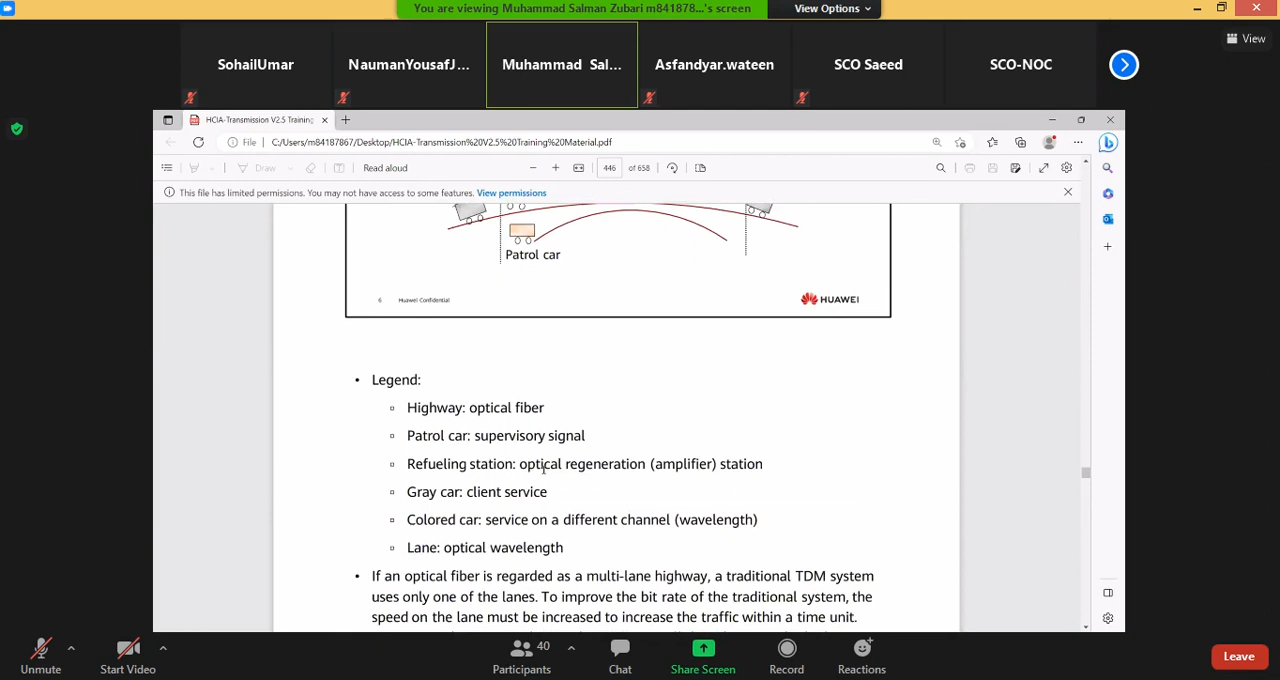 You are viewing Muhammad Salman Zubari m841878...'s screen
View Options
View
SohailUmar
NaumanYousafJ...
Muhammad Sal...
Asfandyar.wateen
SCO Saeed
SCO-NOC
HCIA-Transmission V2.5 Training
File
C:/Users/m84187867/Desktop/HCIA-Transmission%20V2.5%20Training%20Material.pdf
Draw
Read aloud
446 of 658
This file has limited permissions. You may not have access to some features. View permissions
Patrol car
6 Huawei Confidential
HUAWEI
• Legend:
▫ Highway: optical fiber
▫ Patrol car: supervisory signal
▫ Refueling station: optical regeneration (amplifier) station
▫ Gray car: client service
▫ Colored car: service on a different channel (wavelength)
▫ Lane: optical wavelength
• If an optical fiber is regarded as a multi-lane highway, a traditional TDM system
uses only one of the lanes. To improve the bit rate of the traditional system, the
speed on the lane must be increased to increase the traffic within a time unit.
Unmute
Start Video
40
Participants
Chat
Share Screen
Record
Reactions
Leave